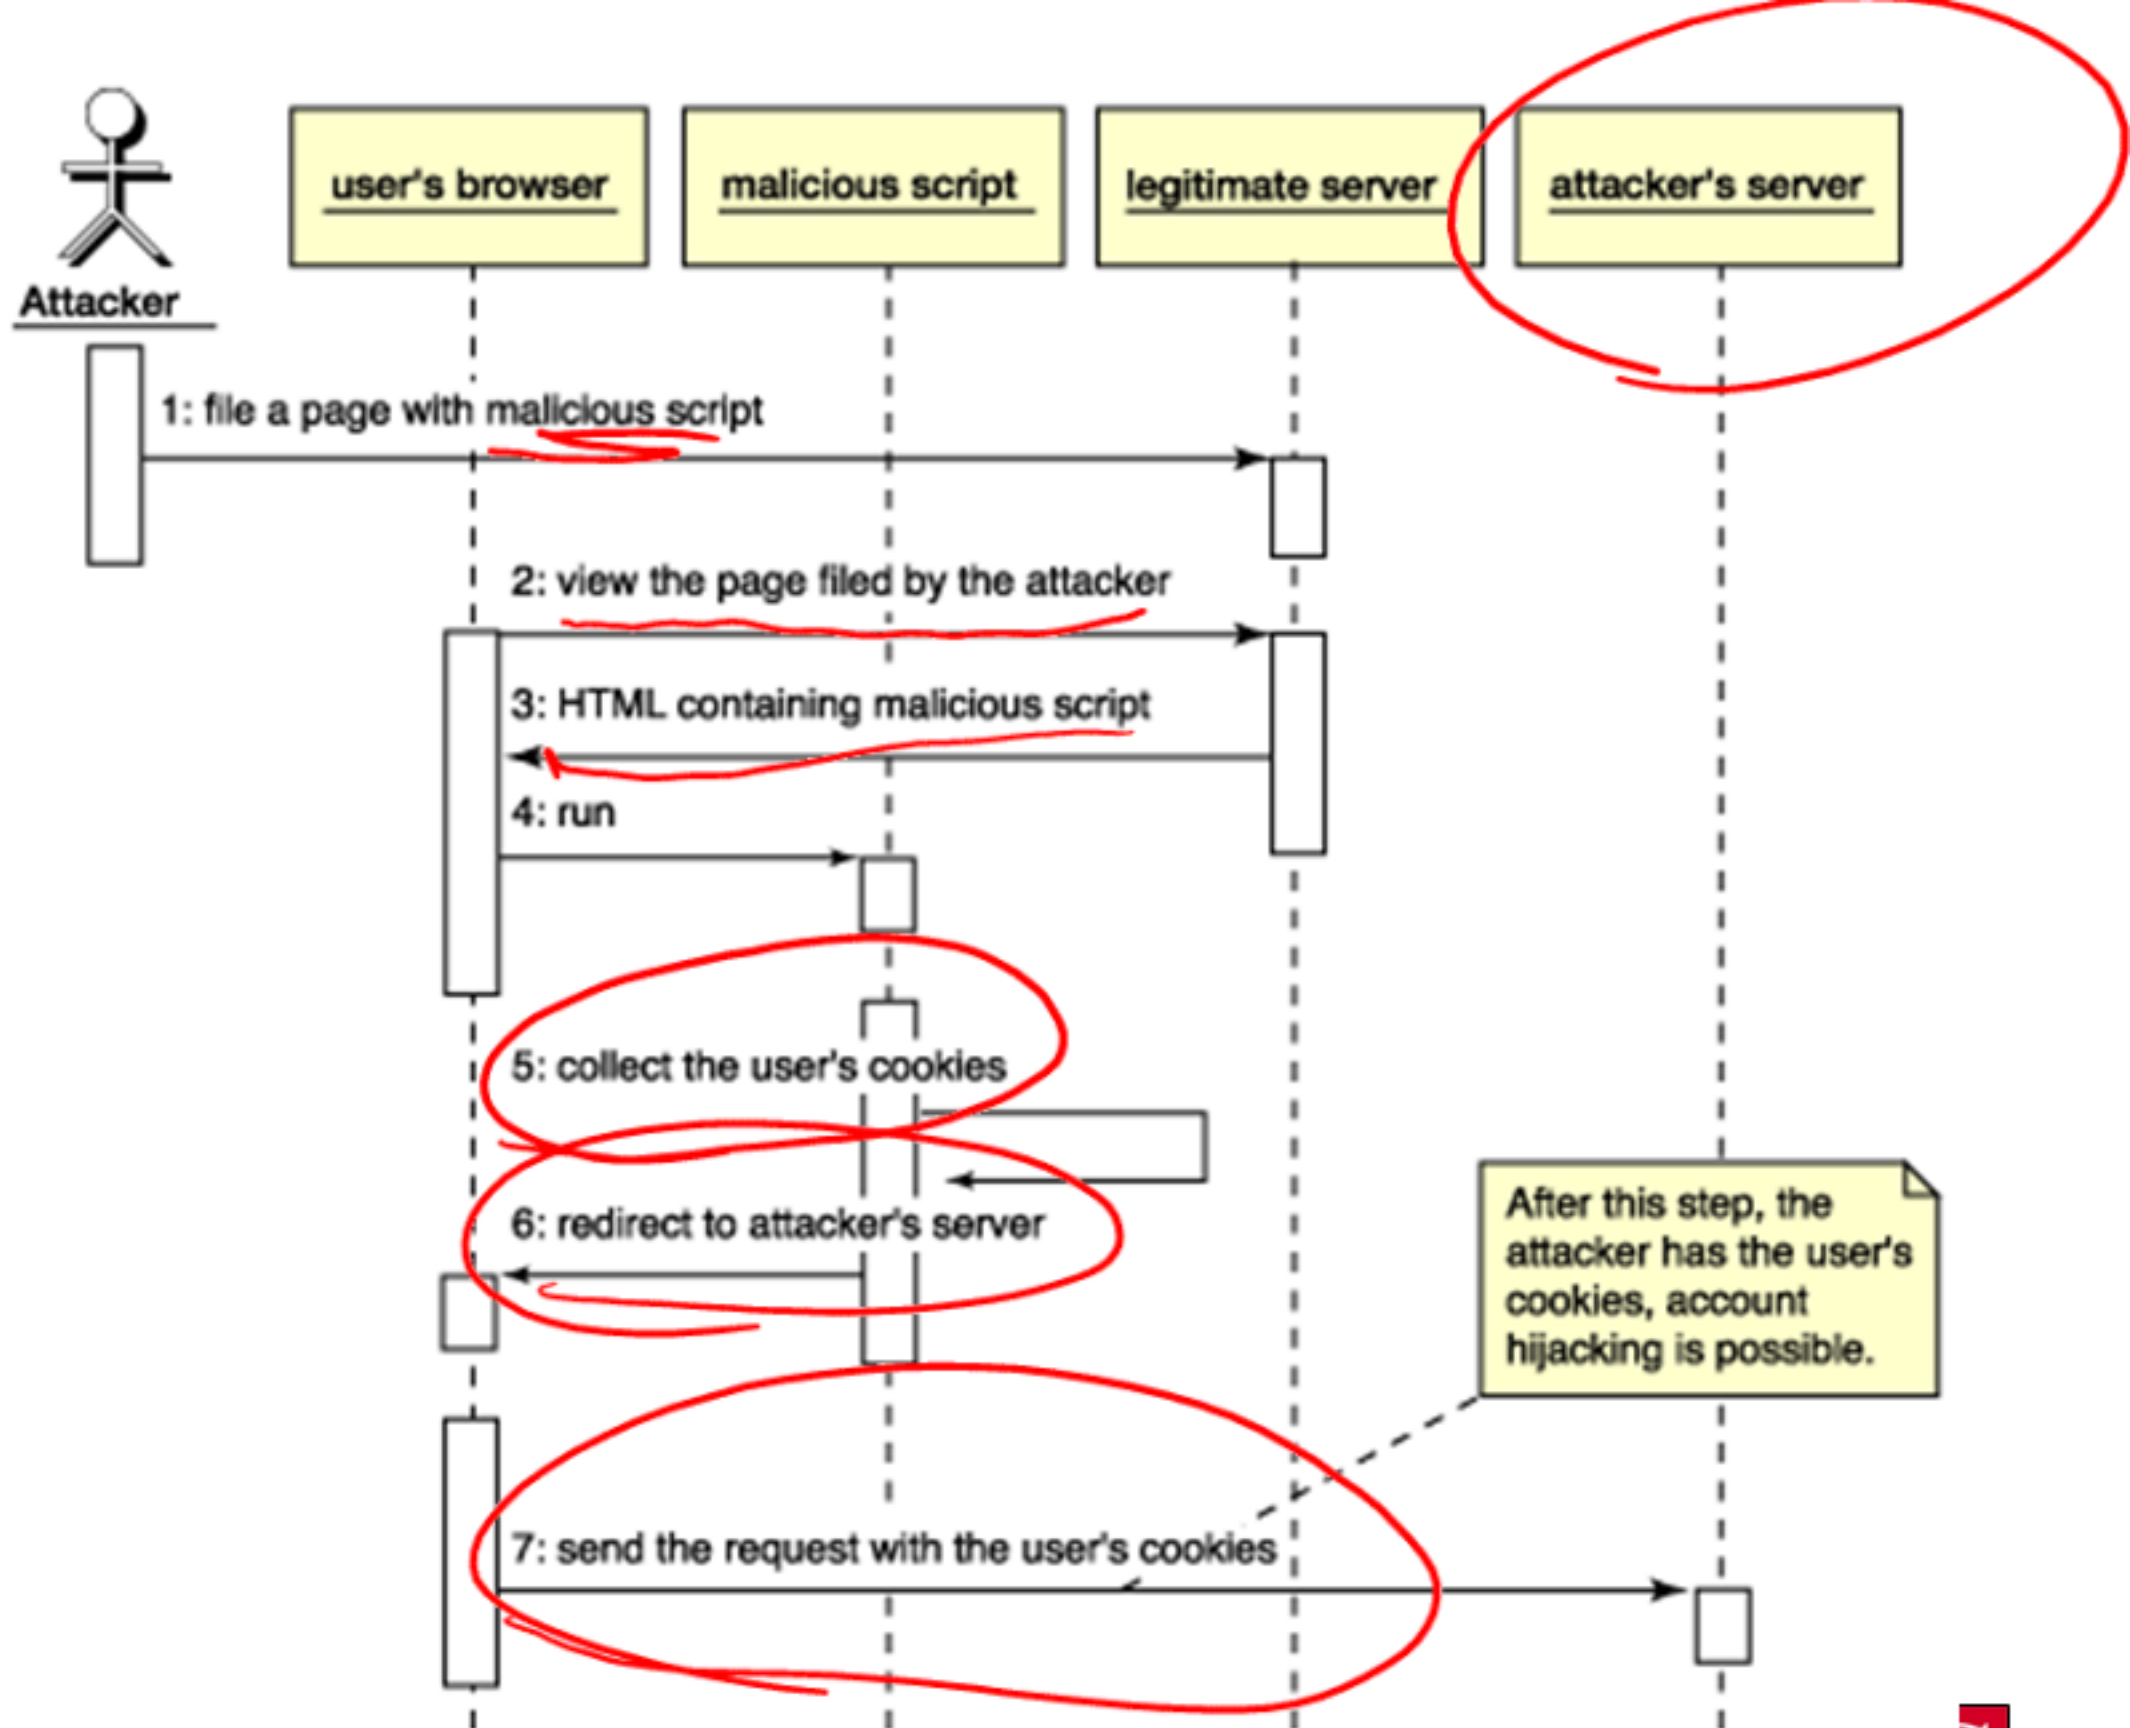 user's browser
malicious script
legitimate server
attacker's server
Attacker
1: file a page with malicious script
2: view the page filed by the attacker
3: HTML containing malicious script
4: run
5: collect the user's cookies
6: redirect to attacker's server
After this step, the
attacker has the user's
cookies, account
hijacking is possible.
7: send the request with the user's cookies